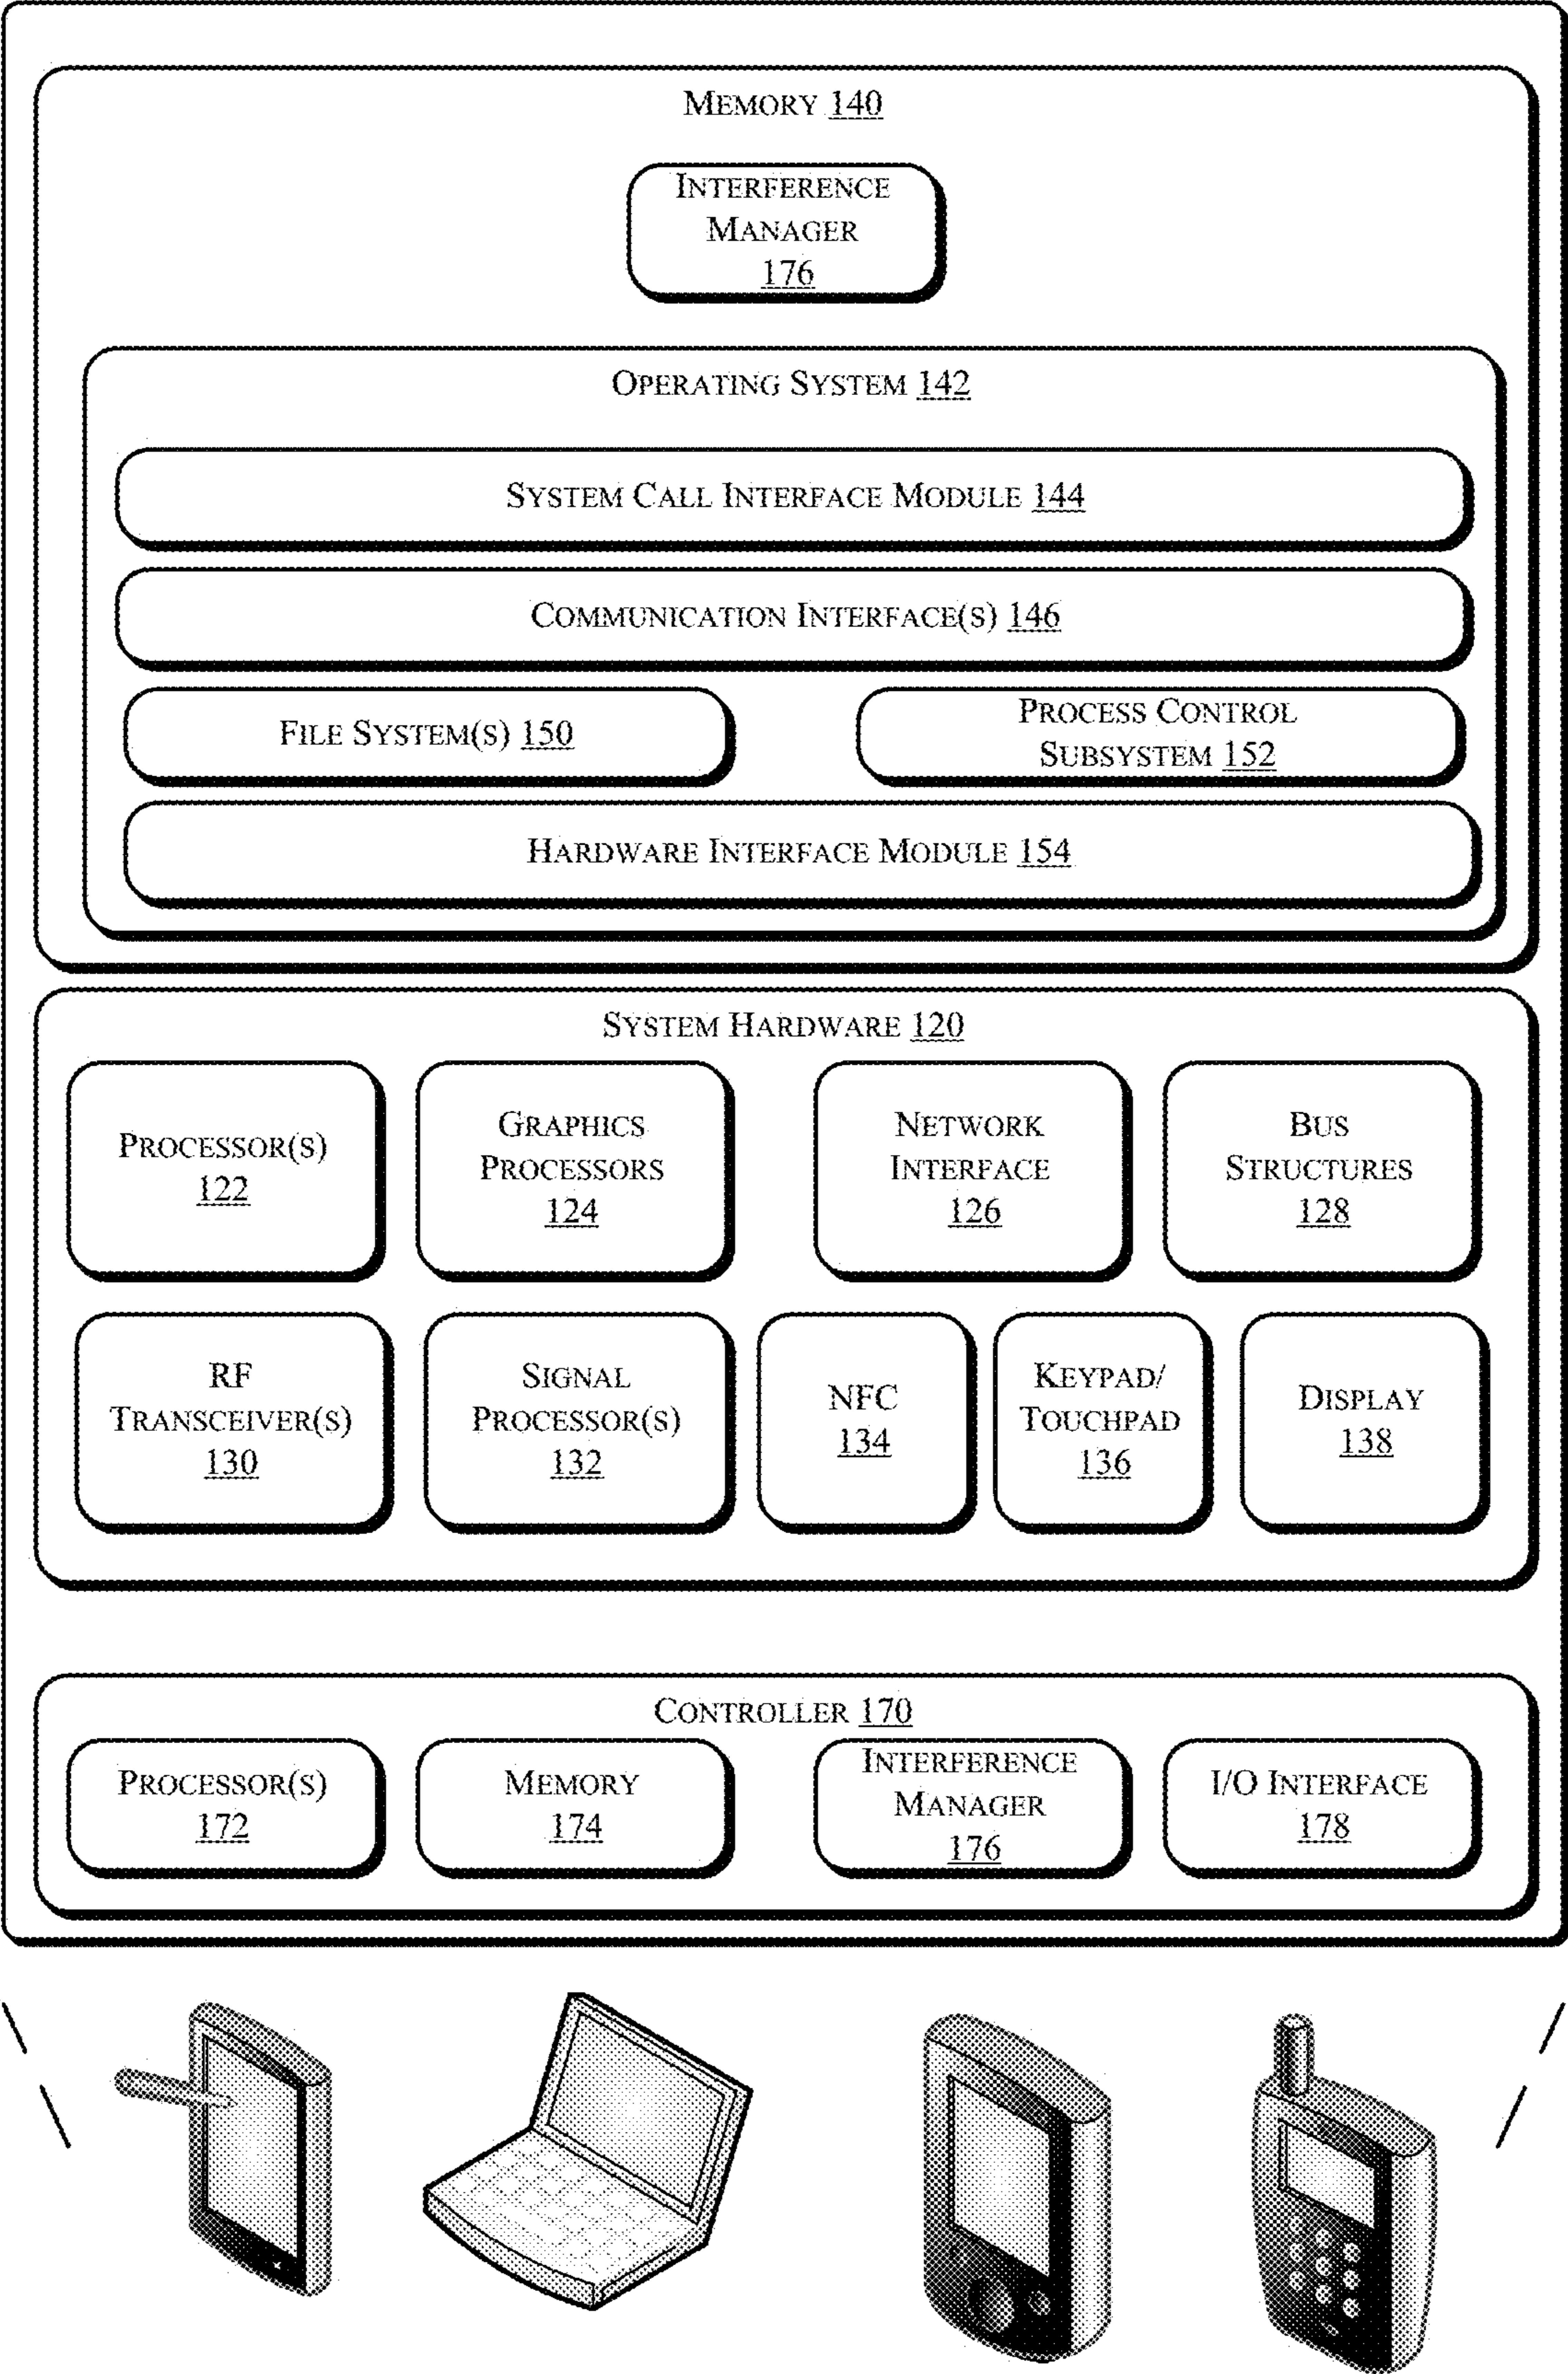 MEMORY 140
INTERFERENCE
MANAGER
176
OPERATING SYSTEM 142
SYSTEM CALL INTERFACE MODULE 144
COMMUNICATION INTERFACE(S) 146
FILE SYSTEM(S) 150
PROCESS CONTROL
SUBSYSTEM 152
HARDWARE INTERFACE MODULE 154
SYSTEM HARDWARE 120
PROCESSOR(S)
122
GRAPHICS
PROCESSORS
124
NETWORK
INTERFACE
126
BUS
STRUCTURES
128
RF
TRANSCEIVER(S)
130
SIGNAL
PROCESSOR(S)
132
NFC
134
KEYPAD/
TOUCHPAD
136
DISPLAY
138
CONTROLLER 170
PROCESSOR(S)
172
MEMORY
174
INTERFERENCE
MANAGER
176
I/O INTERFACE
178